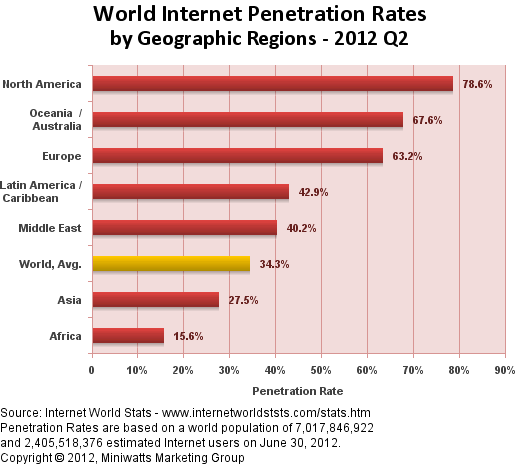 World Internet Penetration Rates
by Geographic Regions - 2012 Q2
North America
78.6%
Oceania /
Australia
67.6%
Europe
63.2%
Latin America /
Caribbean
42.9%
Middle East
40.2%
World, Avg.
34.3%
Asia
27.5%
Africa
15.6%
0 10% 20% 30% 40% 50% 60% 70% 80% 90%
Penetration Rate
Source: Internet World Stats - www.internetworldststs.com/stats.htm
Penetration Rates are based on a world population of 7,017,846,922
and 2,405,518,376 estimated Internet users on June 30, 2012.
Copyright © 2012, Miniwatts Marketing Group